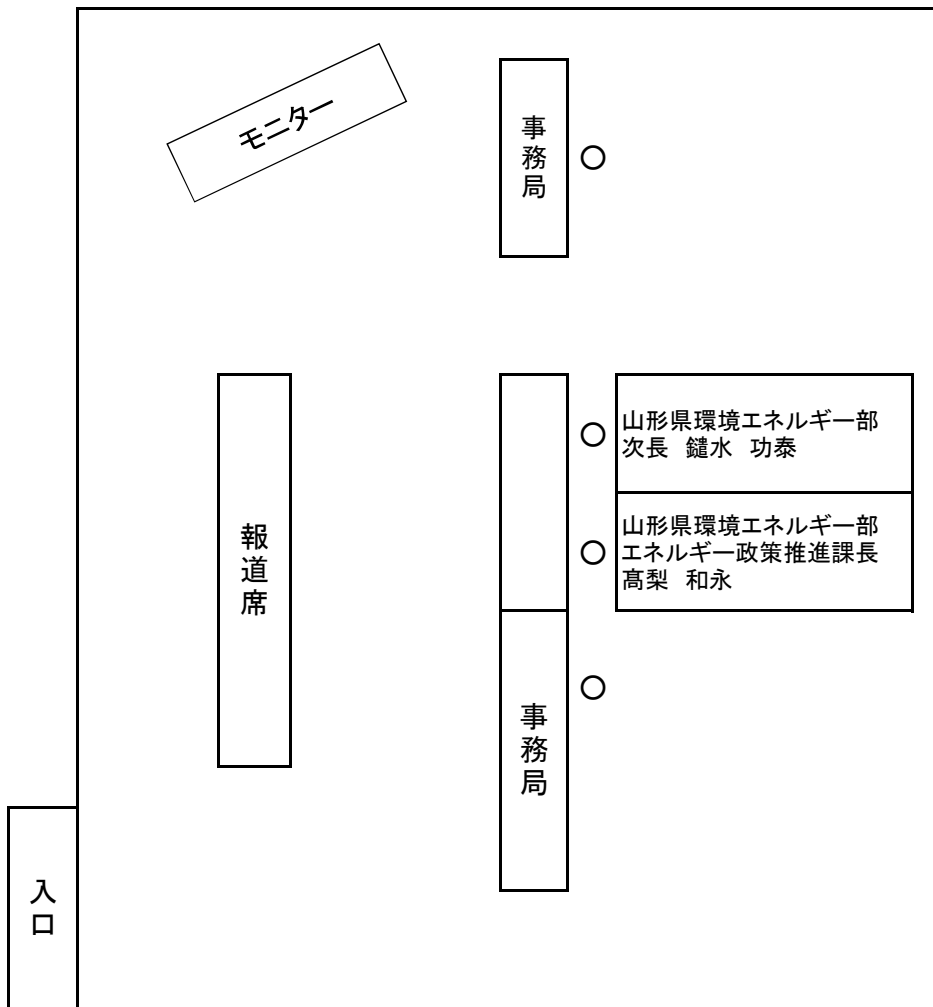 モニター
事務局
山形県環境エネルギー部
次長 鑓水 功泰
山形県環境エネルギー部
エネルギー政策推進課長
髙梨 和永
報道席
事務局
入口